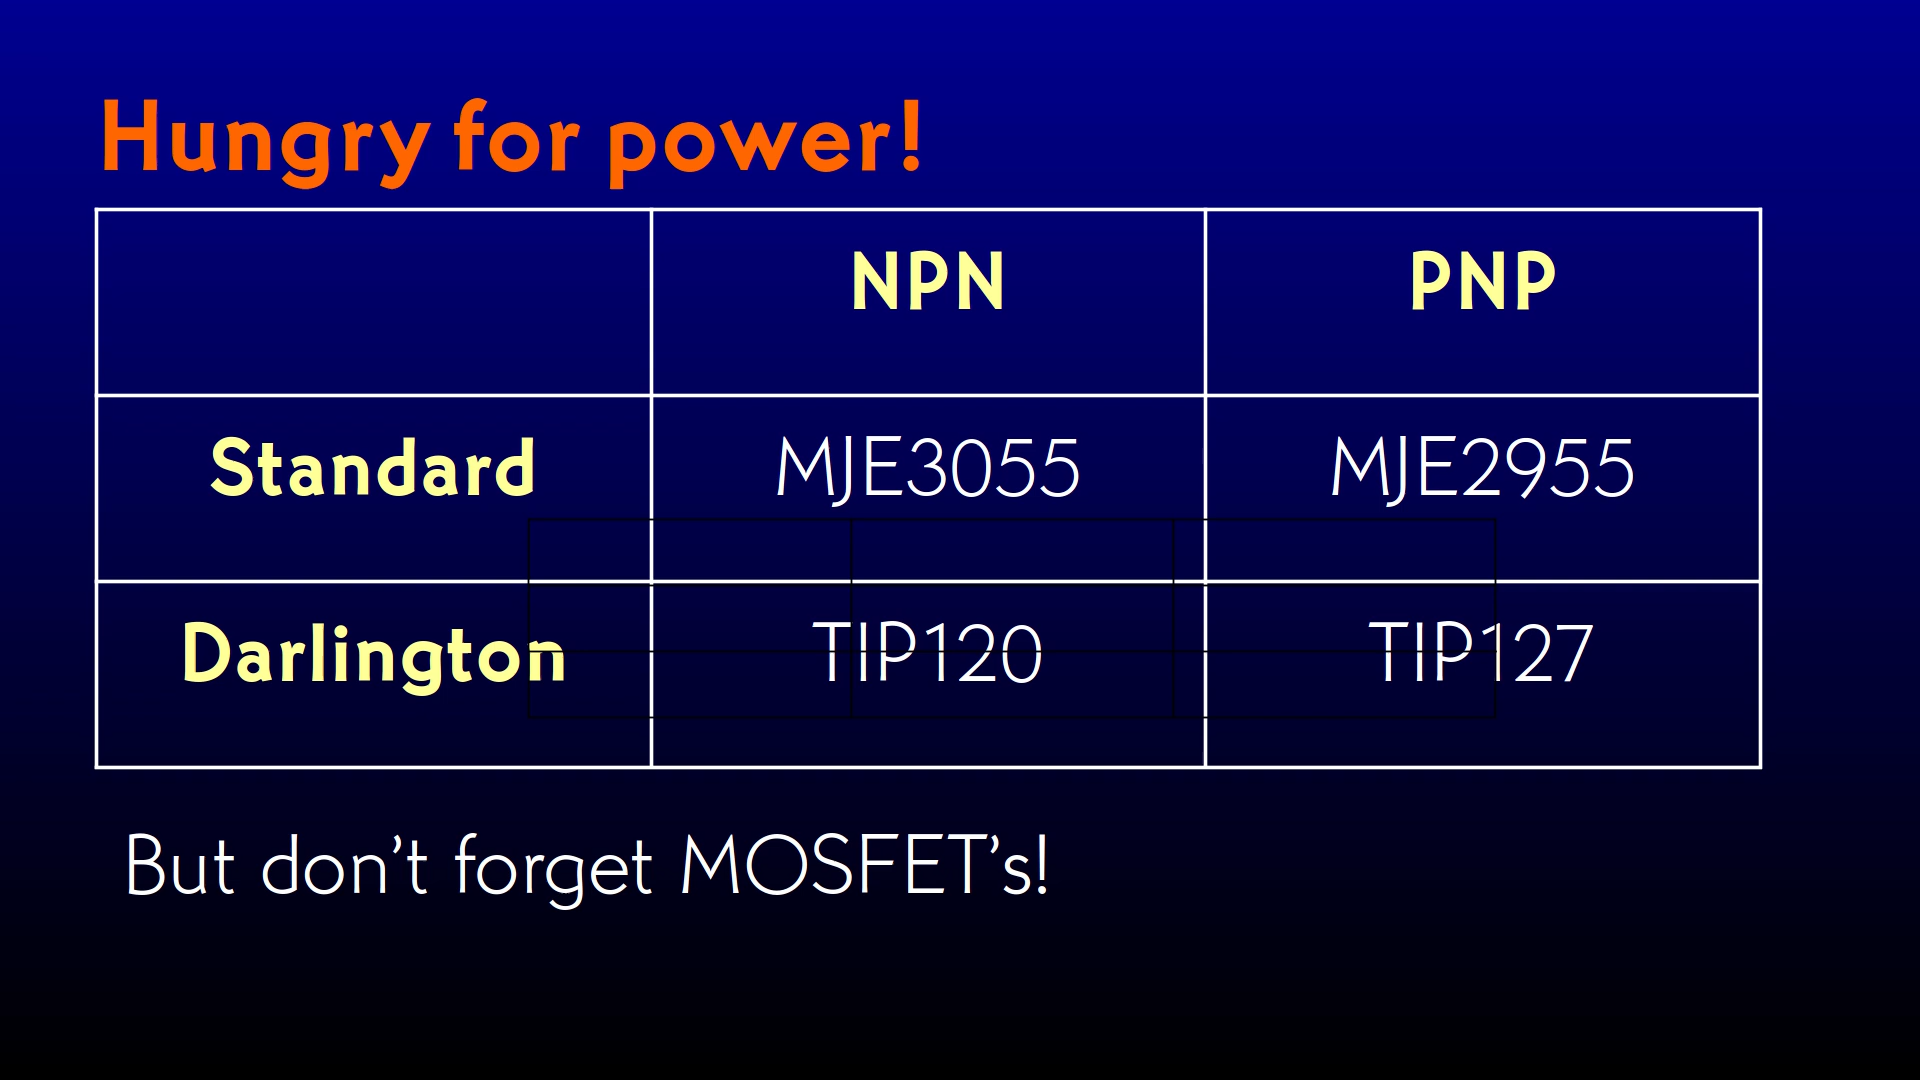 Hungry for power!
NPN PNP
Standard MJE3055 MJE2955
Darlington TIP120 TIP127
But don’t forget MOSFET’s!